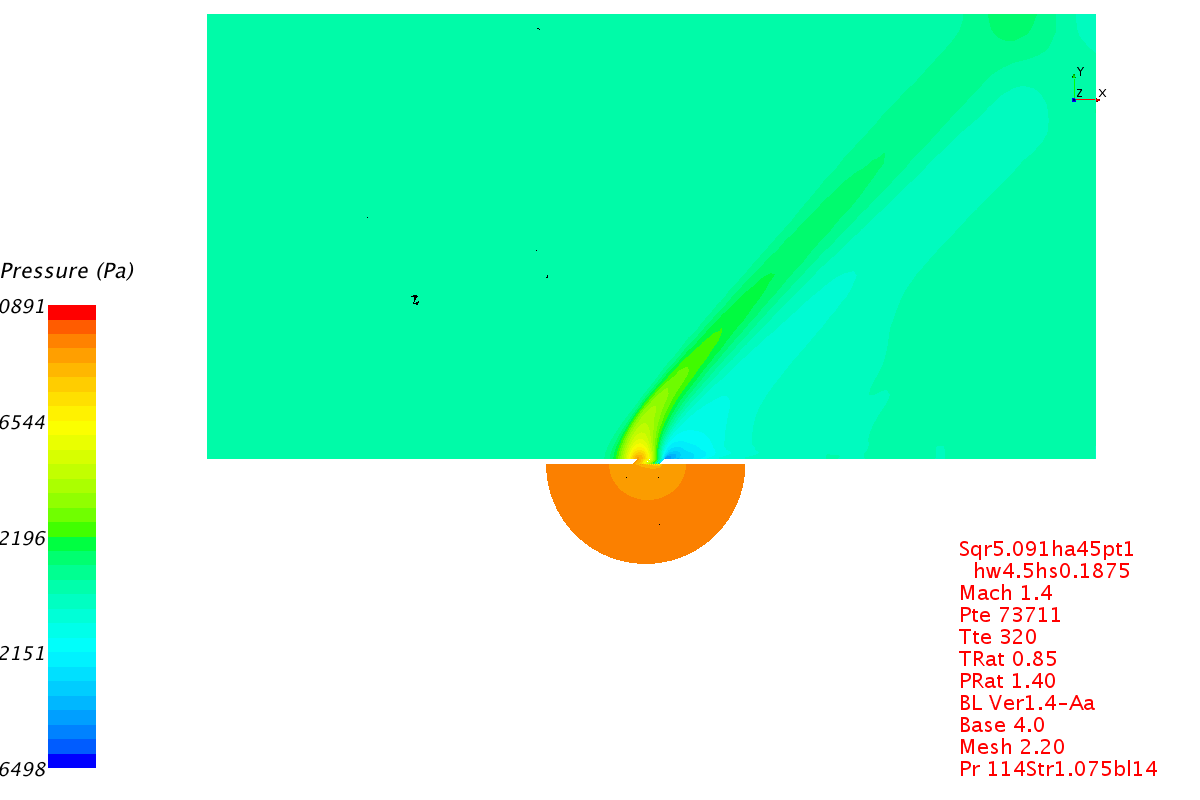 Y
Z X
Pressure (Pa)
0891
6544
2196
2151
6498
Sqr5.091ha45pt1
hw4.5hs0.1875
Mach 1.4
Pte 73711
Tte 320
TRat 0.85
PRat 1.40
BL Ver1.4-Aa
Base 4.0
Mesh 2.20
Pr 114Str1.075bl14